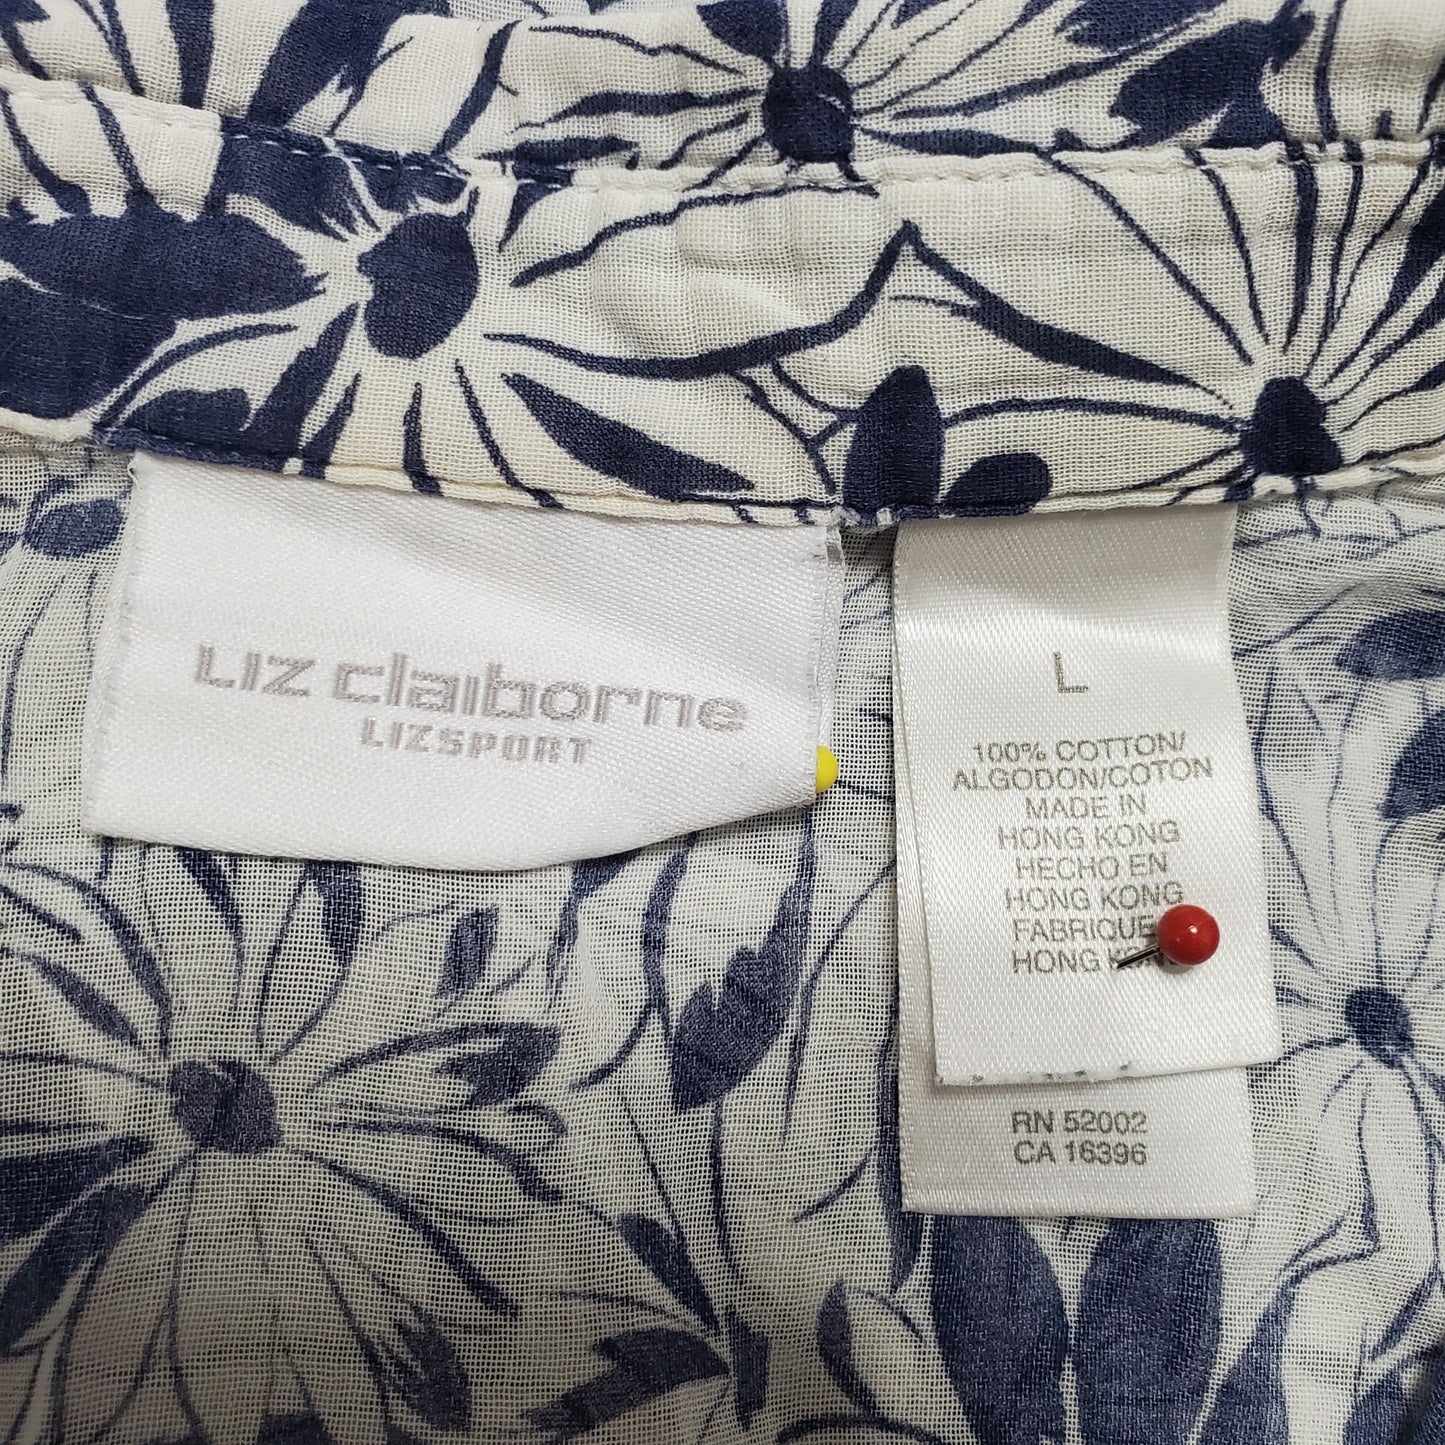 LIZ claiborne
LIZSPORT
L
100% COTTON/
ALGODON/COTON
MADE IN
HONG KONG
HECHO EN
HONG KONG
FABRIQUE
HONG
RN 52002
CA 16396